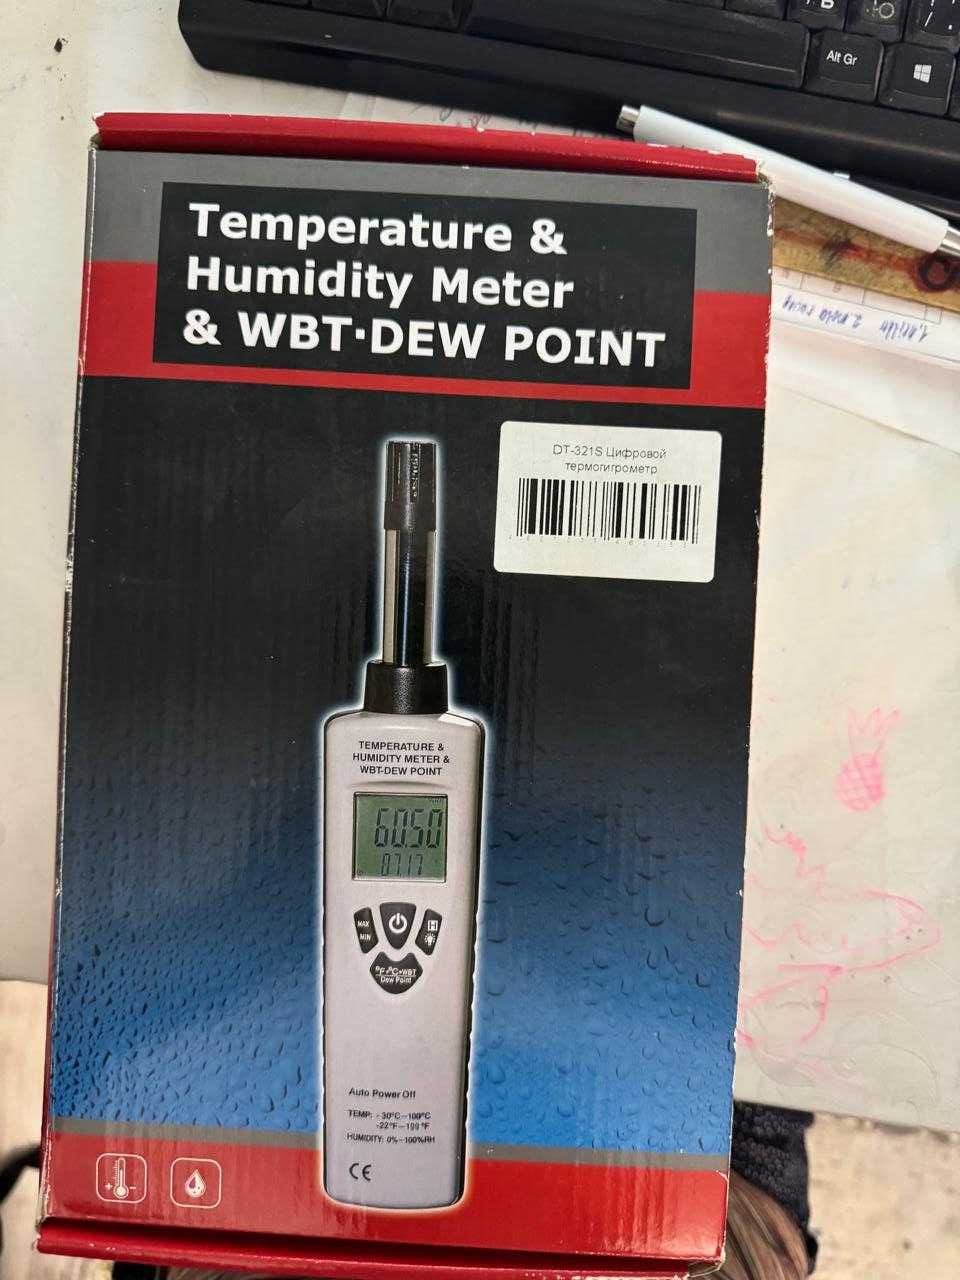 Alt Gr
Temperature &
Humidity Meter
& WBT·DEW POINT
DT-321S Цифровой
термогигрометр
TEMPERATURE &
HUMIDITY METER &
WBT-DEW POINT
%RH
60.50
87.17
MAX
MIN
H
°F•°C•WBT
Dew Point
Auto Power Off
TEMP: -30°C~100°C
-22°F~199°F
HUMIDITY: 0%~100%RH
CE